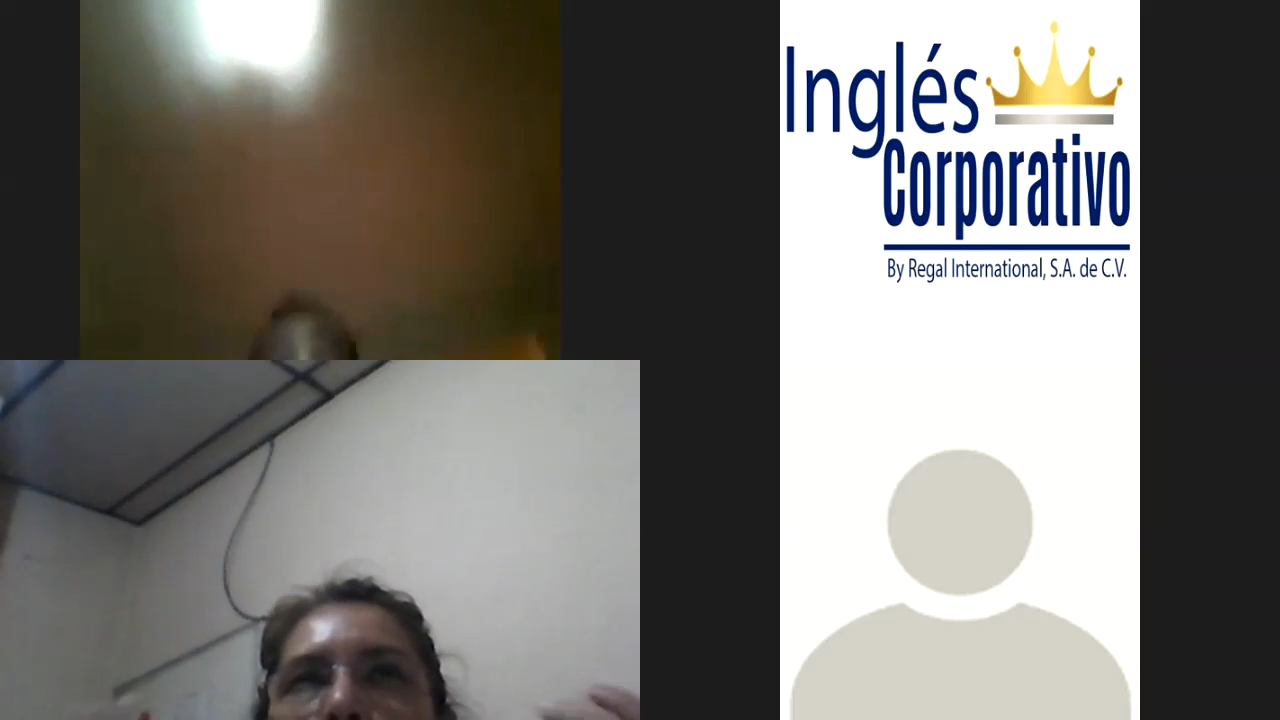 Inglés
Corporativo
By Regal International, S.A. de C.V.